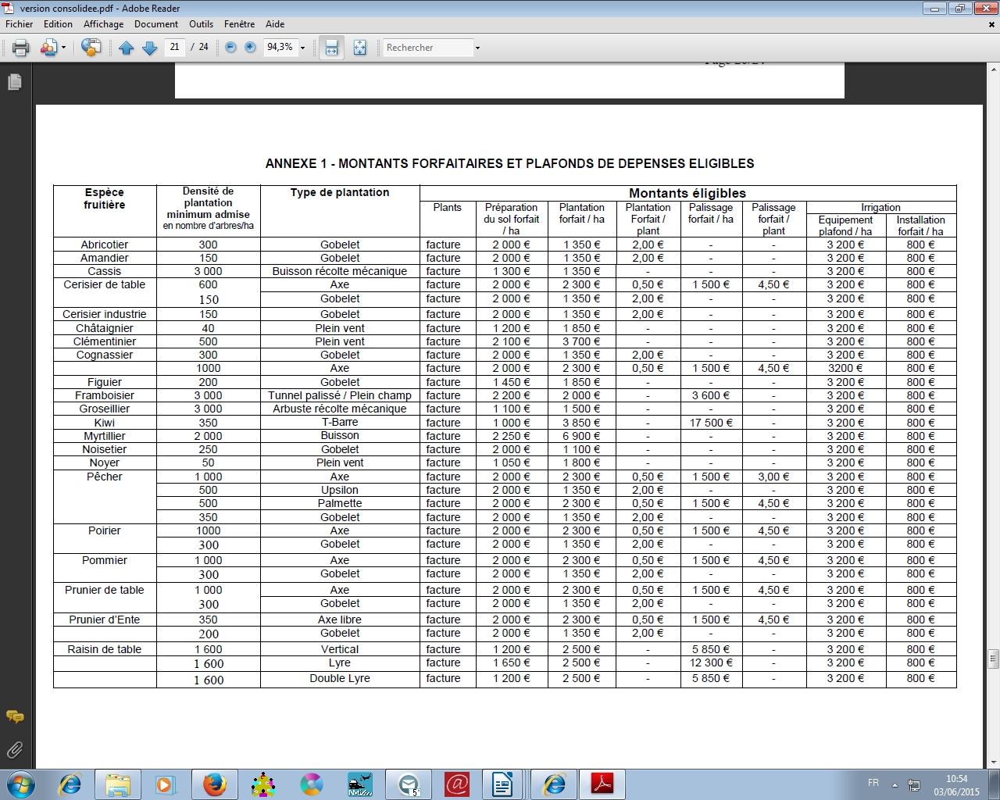 version consolidee.pdf - Adobe Reader
Fichier Edition Affichage Document Outils Fenêtre Aide
21 / 24 94,3% Rechercher
ANNEXE 1 - MONTANTS FORFAITAIRES ET PLAFONDS DE DEPENSES ELIGIBLES
Espèce fruitière Densité de plantation minimum admise en nombre d'arbres/ha Type de plantation Montants éligibles
Plants Préparation du sol forfait / ha Plantation forfait / ha Plantation Forfait / plant Palissage forfait / ha Palissage forfait / plant Irrigation
Equipement plafond / ha Installation forfait / ha
Abricotier 300 Gobelet facture 2 000 € 1 350 € 2,00 € - - 3 200 € 800 €
Amandier 150 Gobelet facture 2 000 € 1 350 € 2,00 € - - 3 200 € 800 €
Cassis 3 000 Buisson récolte mécanique facture 1 300 € 1 350 € - - - 3 200 € 800 €
Cerisier de table 600 Axe facture 2 000 € 2 300 € 0,50 € 1 500 € 4,50 € 3 200 € 800 €
150 Gobelet facture 2 000 € 1 350 € 2,00 € - - 3 200 € 800 €
Cerisier industrie 150 Gobelet facture 2 000 € 1 350 € 2,00 € - - 3 200 € 800 €
Châtaignier 40 Plein vent facture 1 200 € 1 850 € - - - 3 200 € 800 €
Clémentinier 500 Plein vent facture 2 100 € 3 700 € - - - 3 200 € 800 €
Cognassier 300 Gobelet facture 2 000 € 1 350 € 2,00 € - - 3 200 € 800 €
1000 Axe facture 2 000 € 2 300 € 0,50 € 1 500 € 4,50 € 3200 € 800 €
Figuier 200 Gobelet facture 1 450 € 1 850 € - - - 3 200 € 800 €
Framboisier 3 000 Tunnel palissé / Plein champ facture 2 200 € 2 000 € - 3 600 € - 3 200 € 800 €
Groseillier 3 000 Arbuste récolte mécanique facture 1 100 € 1 500 € - - - 3 200 € 800 €
Kiwi 350 T-Barre facture 1 000 € 3 850 € - 17 500 € - 3 200 € 800 €
Myrtillier 2 000 Buisson facture 2 250 € 6 900 € - - - 3 200 € 800 €
Noisetier 250 Gobelet facture 2 000 € 1 100 € - - - 3 200 € 800 €
Noyer 50 Plein vent facture 1 050 € 1 800 € - - - 3 200 € 800 €
Pêcher 1 000 Axe facture 2 000 € 2 300 € 0,50 € 1 500 € 3,00 € 3 200 € 800 €
500 Upsilon facture 2 000 € 1 350 € 2,00 € - - 3 200 € 800 €
500 Palmette facture 2 000 € 2 300 € 0,50 € 1 500 € 4,50 € 3 200 € 800 €
350 Gobelet facture 2 000 € 1 350 € 2,00 € - - 3 200 € 800 €
Poirier 1000 Axe facture 2 000 € 2 300 € 0,50 € 1 500 € 4,50 € 3 200 € 800 €
300 Gobelet facture 2 000 € 1 350 € 2,00 € - - 3 200 € 800 €
Pommier 1 000 Axe facture 2 000 € 2 300 € 0,50 € 1 500 € 4,50 € 3 200 € 800 €
300 Gobelet facture 2 000 € 1 350 € 2,00 € - - 3 200 € 800 €
Prunier de table 1 000 Axe facture 2 000 € 2 300 € 0,50 € 1 500 € 4,50 € 3 200 € 800 €
300 Gobelet facture 2 000 € 1 350 € 2,00 € - - 3 200 € 800 €
Prunier d'Ente 350 Axe libre facture 2 000 € 2 300 € 0,50 € 1 500 € 4,50 € 3 200 € 800 €
200 Gobelet facture 2 000 € 1 350 € 2,00 € - - 3 200 € 800 €
Raisin de table 1 600 Vertical facture 1 200 € 2 500 € - 5 850 € - 3 200 € 800 €
1 600 Lyre facture 1 650 € 2 500 € - 12 300 € - 3 200 € 800 €
1 600 Double Lyre facture 1 200 € 2 500 € - 5 850 € - 3 200 € 800 €
5
FR 10:54
03/06/2015